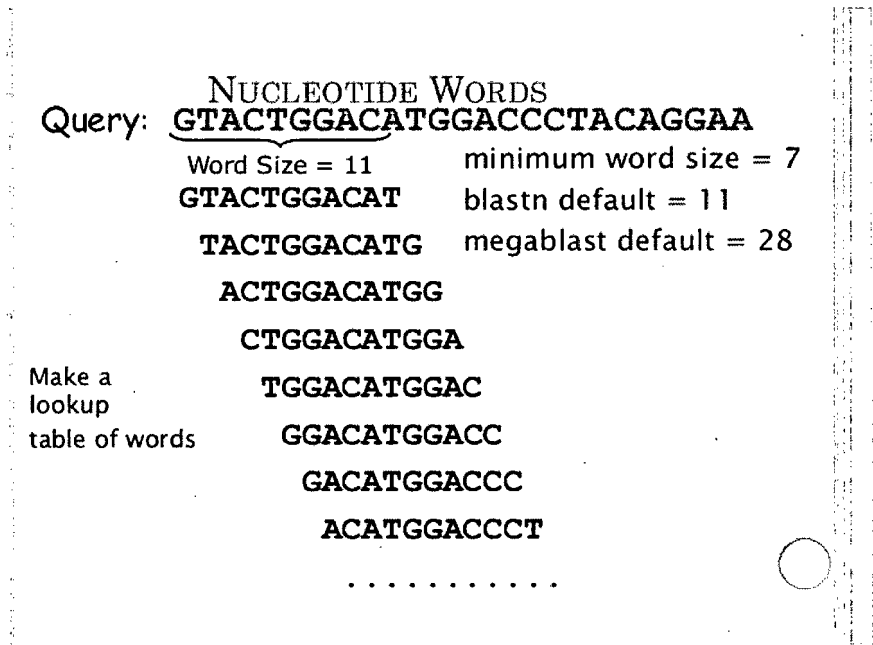 NUCLEOTIDE WORDS
Query: GTACTGGACATGGACCCTACAGGAA
Word Size = 11
minimum word size = 7
GTACTGGACAT
blastn default = 11
TACTGGACATG
megablast default = 28
ACTGGACATGG
CTGGACATGGA
Make a
lookup
table of words
TGGACATGGAC
GGACATGGACC
GACATGGACCC
ACATGGACCCT
. . . . . . . . . . .